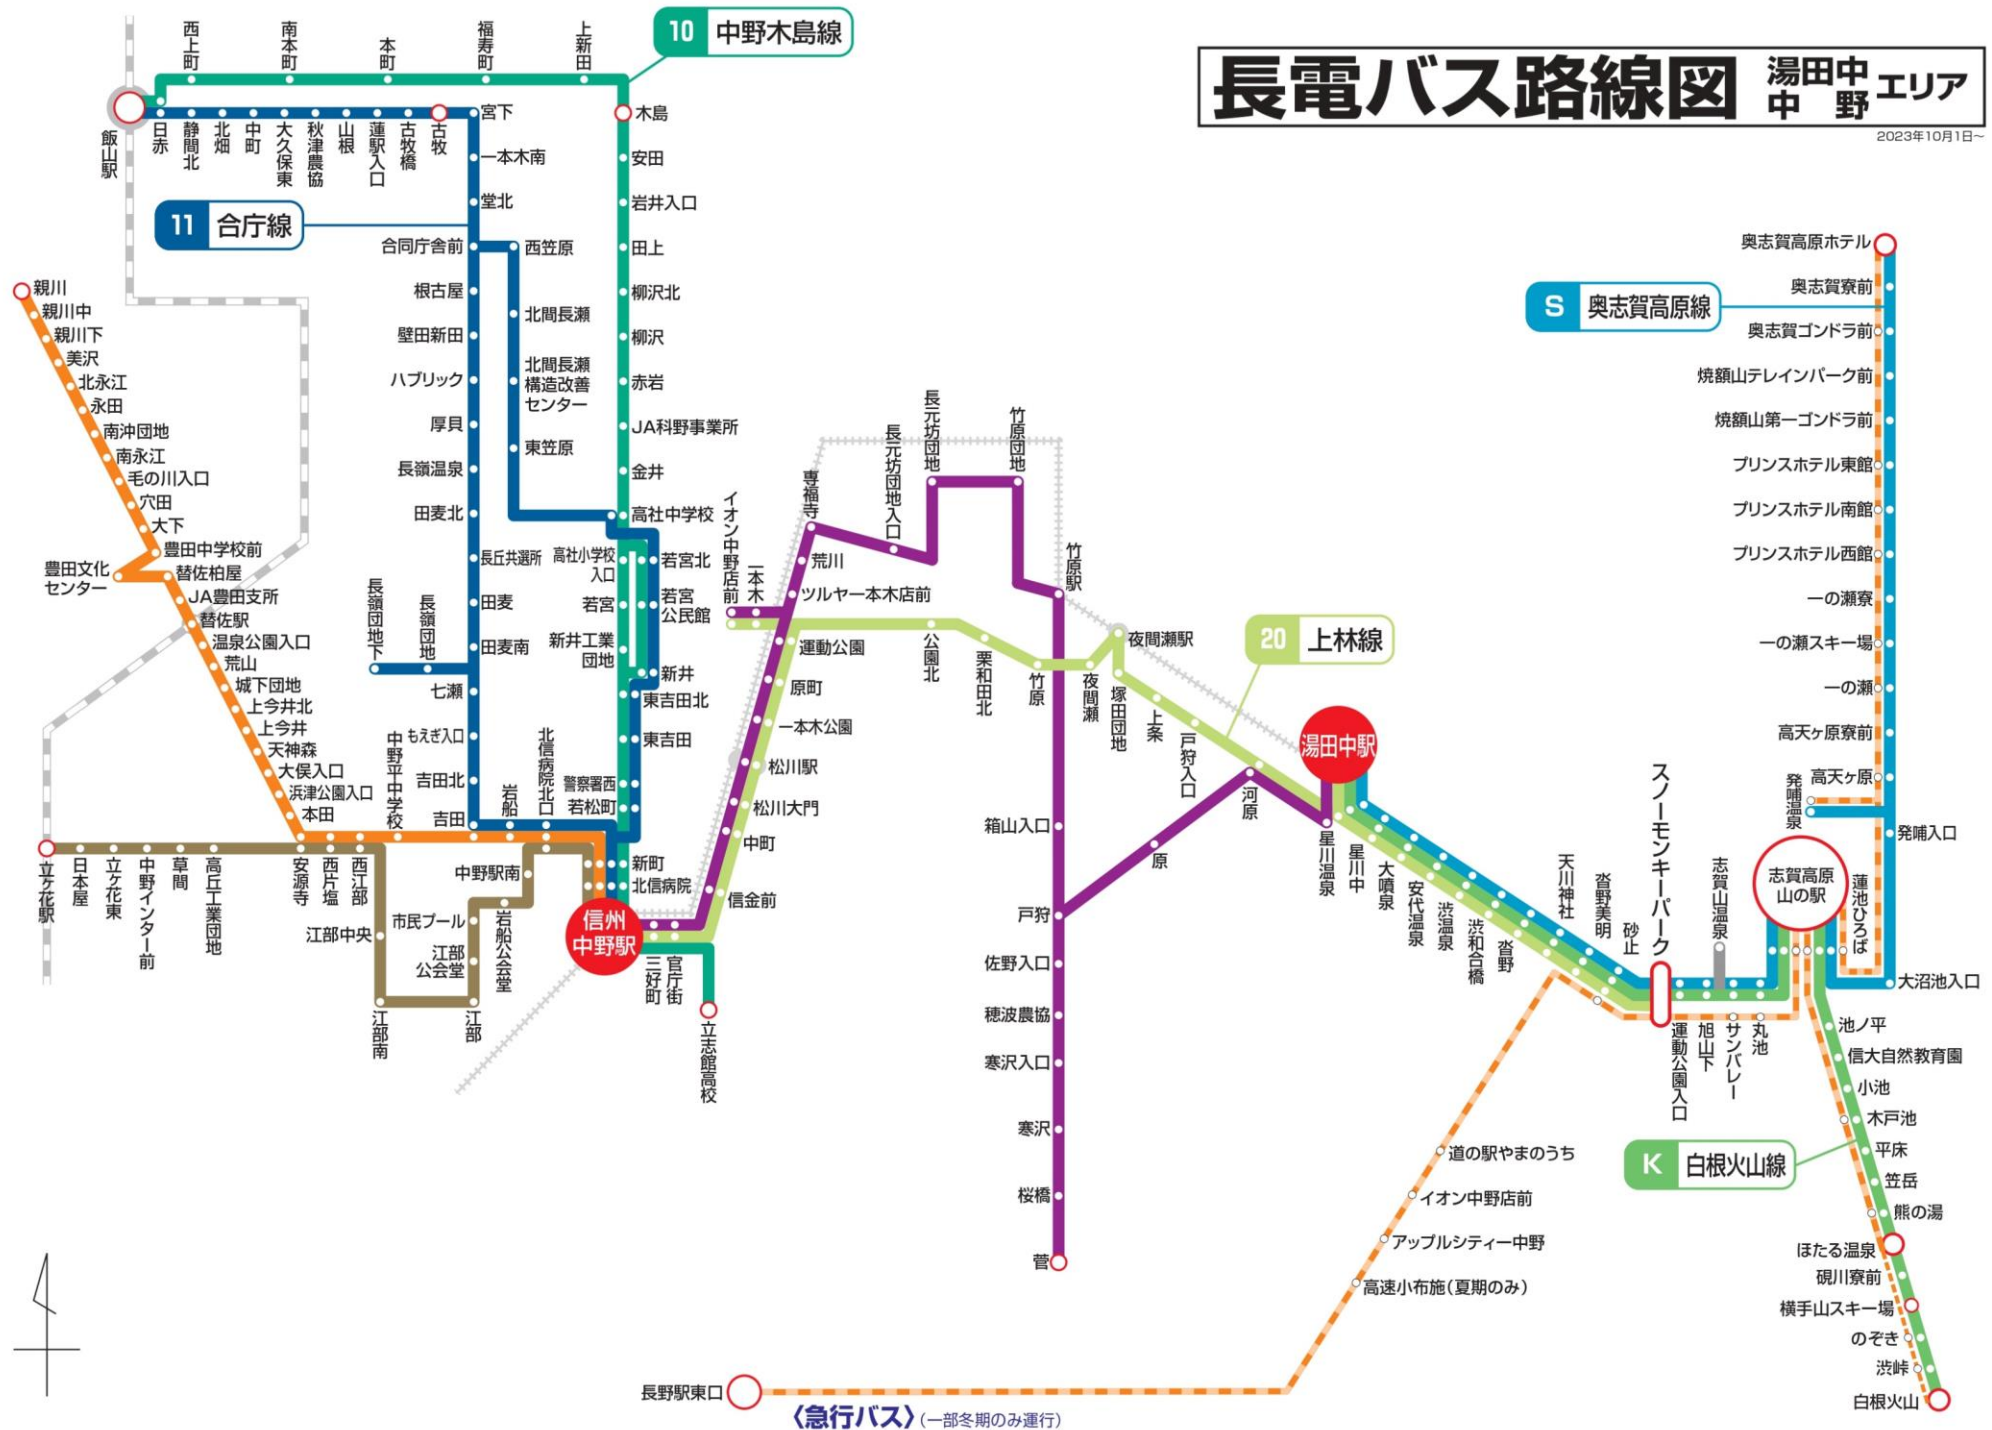 長電バス路線図 湯田中 中野 エリア
2023年10月1日~
10 中野木島線
西上町
南本町
本町
福寿町
上新田
飯山駅
日赤
静間北
北畑
中町
大久保東
秋津農協
山根
蓮駅入口
古牧橋
古牧
宮下
一本木南
堂北
11 合庁線
合同庁舎前
根古屋
壁田新田
ハブリック
厚貝
長嶺温泉
田麦北
長丘共選所
田麦
田麦南
長嶺団地下
長嶺団地
七瀬
もえぎ入口
吉田北
吉田
岩船
北信病院北口
西笠原
北間長瀬
北間長瀬
構造改善
センター
東笠原
木島
安田
岩井入口
田上
柳沢北
柳沢
赤岩
JA科野事業所
金井
高社中学校
高社小学校
入口
若宮
新井工業
団地
若宮北
若宮
公民館
新井
東吉田北
東吉田
警察署西
若松町
新町
北信病院
信州
中野駅
親川
親川中
親川下
美沢
北永江
永田
南沖団地
南永江
毛の川入口
穴田
大下
豊田中学校前
豊田文化
センター
替佐柏屋
JA豊田支所
替佐駅
温泉公園入口
荒山
城下団地
上今井北
上今井
天神森
大俣入口
浜津公園入口
本田
中野平中学校
立ヶ花駅
日本屋
立ヶ花東
中野インター前
草間
高丘工業団地
安源寺
西片塩
西江部
江部中央
江部南
江部
江部
公会堂
市民プール
岩船公会堂
中野駅南
三好町
官庁街
立志館高校
イオン中野店前
一本木
専福寺
荒川
ツルヤ一本木店前
運動公園
原町
一本木公園
松川駅
松川大門
中町
信金前
長元坊団地入口
長元坊団地
竹原団地
竹原駅
公園北
栗和田北
竹原
夜間瀬
夜間瀬駅
塚田団地
上条
戸狩入口
20 上林線
湯田中駅
箱山入口
戸狩
原
河原
佐野入口
穂波農協
寒沢入口
寒沢
桜橋
菅
星川温泉
星川中
大噴泉
安代温泉
渋温泉
渋和合橋
沓野
天川神社
沓野美明
砂止
スノーモンキーパーク
運動公園入口
旭山下
サンバレー
丸池
志賀山温泉
志賀高原
山の駅
蓮池ひろば
S 奥志賀高原線
奥志賀高原ホテル
奥志賀寮前
奥志賀ゴンドラ前
焼額山テレインパーク前
焼額山第一ゴンドラ前
プリンスホテル東館
プリンスホテル南館
プリンスホテル西館
一の瀬寮
一の瀬スキー場
一の瀬
高天ヶ原寮前
高天ヶ原
発哺温泉
発哺入口
大沼池入口
K 白根火山線
池ノ平
信大自然教育園
小池
木戸池
平床
笠岳
熊の湯
ほたる温泉
硯川寮前
横手山スキー場
のぞき
渋峠
白根火山
道の駅やまのうち
イオン中野店前
アップルシティー中野
高速小布施(夏期のみ)
長野駅東口
〈急行バス〉(一部冬期のみ運行)